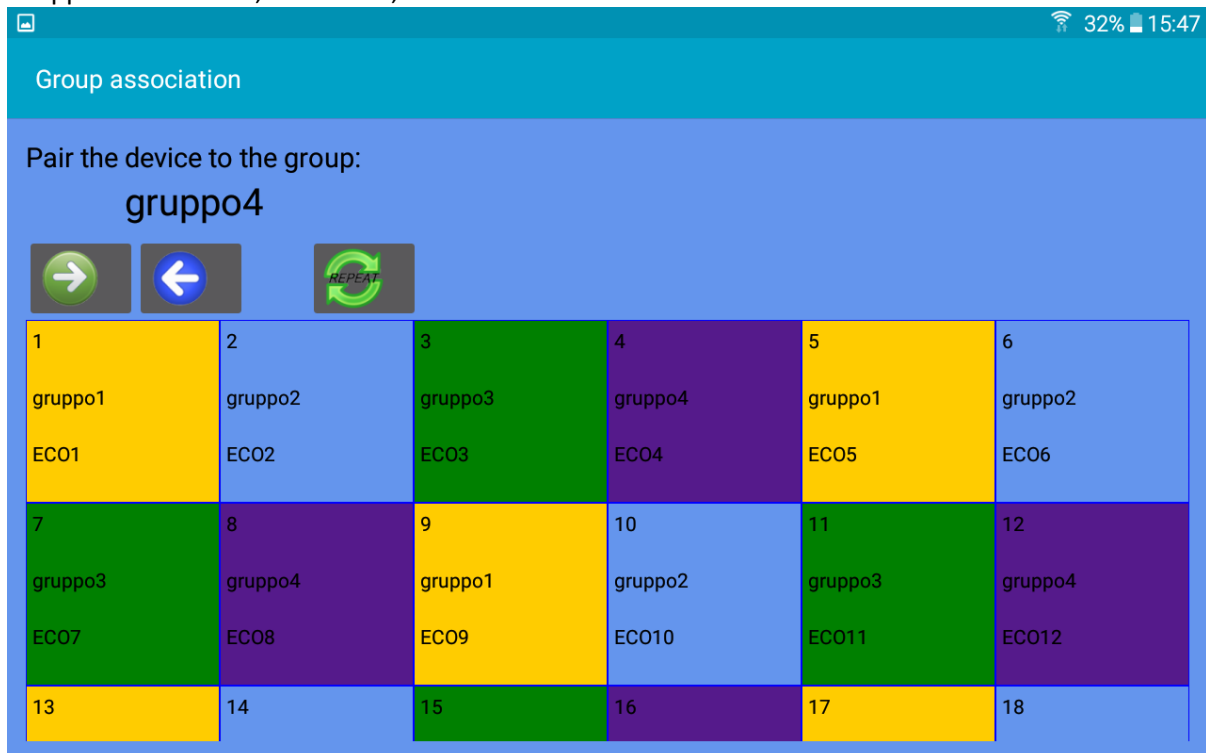 32% 15:47
Group association
Pair the device to the group:
gruppo4
REPEAT
1 2 3 4 5 6
gruppo1 gruppo2 gruppo3 gruppo4 gruppo1 gruppo2
ECO1 ECO2 ECO3 ECO4 ECO5 ECO6
7 8 9 10 11 12
gruppo3 gruppo4 gruppo1 gruppo2 gruppo3 gruppo4
ECO7 ECO8 ECO9 ECO10 ECO11 ECO12
13 14 15 16 17 18